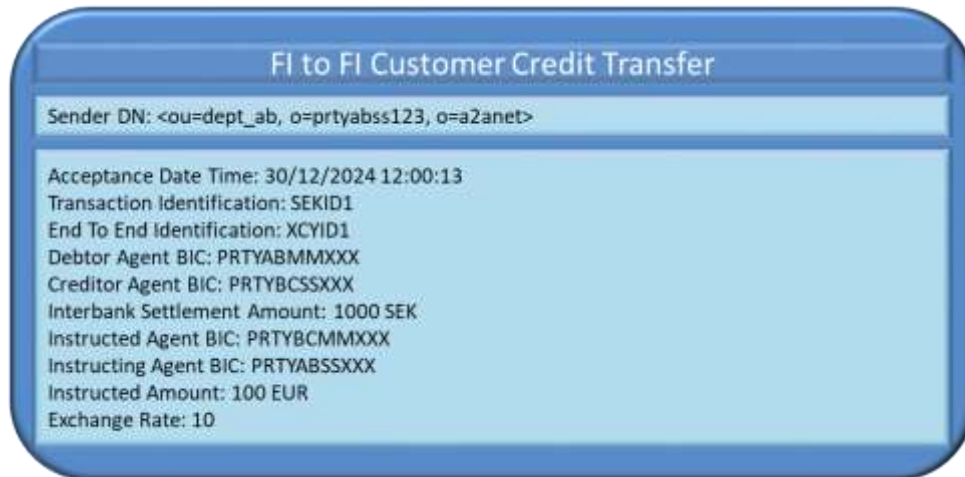 FI to FI Customer Credit Transfer
Sender DN: <ou=dept_ab, o=prtyabss123, o=a2anet>
Acceptance Date Time: 30/12/2024 12:00:13
Transaction Identification: SEKID1
End To End Identification: XCYID1
Debtor Agent BIC: PRTYABMMXXX
Creditor Agent BIC: PRTYBCSSXXX
Interbank Settlement Amount: 1000 SEK
Instructed Agent BIC: PRTYBCMMXXX
Instructing Agent BIC: PRTYABSSXXX
Instructed Amount: 100 EUR
Exchange Rate: 10